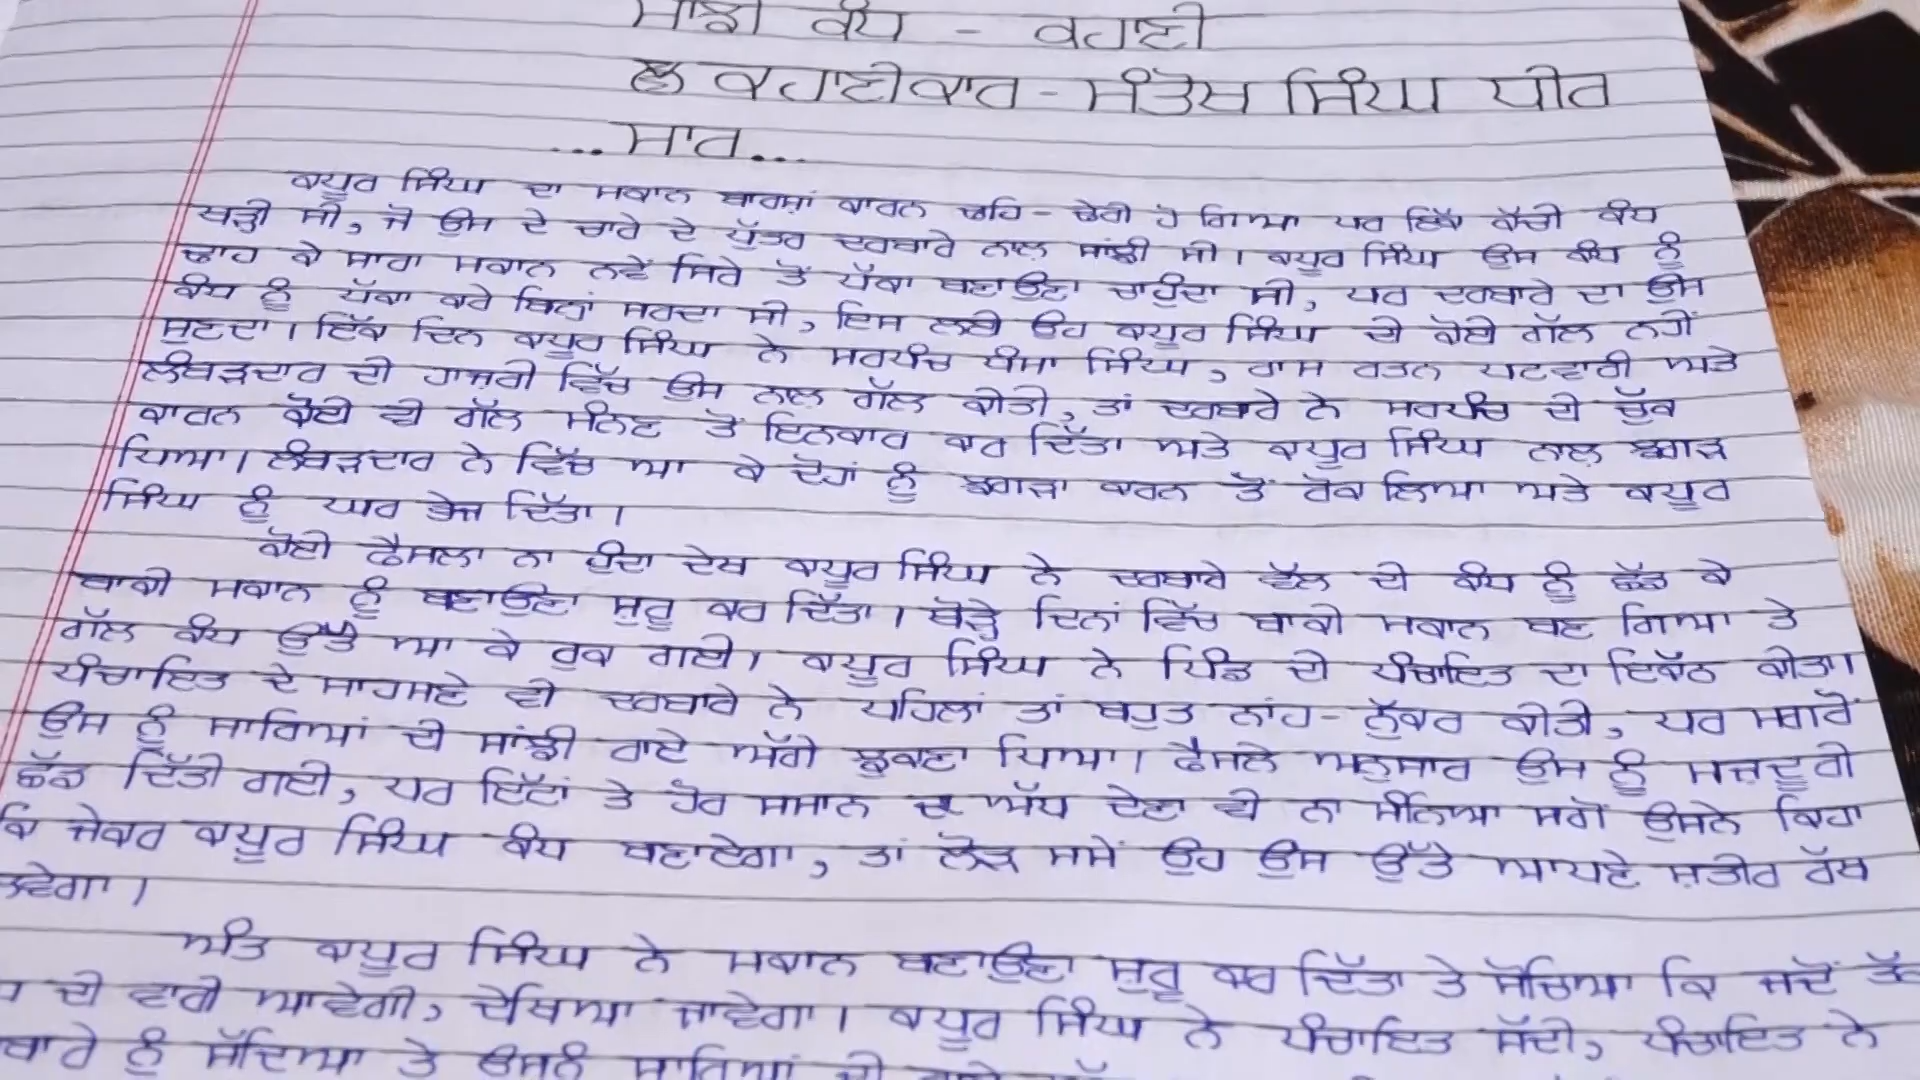 ਸਾਂਝੀ ਕੰਧ - ਕਹਾਣੀ
ਕਹਾਣੀਕਾਰ - ਸੰਤੋਖ ਸਿੰਘ ਧੀਰ
...ਸਾਰ...
ਕਪੂਰ ਸਿੰਘ ਦਾ ਮਕਾਨ ਬਾਰਸ਼ਾਂ ਕਾਰਨ ਢਹਿ-ਢੇਰੀ ਹੋ ਗਿਆ ਪਰ ਇੱਕ ਕੱਚੀ ਕੰਧ
ਖੜ੍ਹੀ ਸੀ, ਜੋ ਉਸ ਦੇ ਚਾਚੇ ਦੇ ਪੁੱਤਰ ਦਰਬਾਰੇ ਨਾਲ ਸਾਂਝੀ ਸੀ। ਕਪੂਰ ਸਿੰਘ ਉਸ ਕੰਧ ਨੂੰ
ਢਾਹ ਕੇ ਸਾਰਾ ਮਕਾਨ ਨਵੇਂ ਸਿਰੇ ਤੋਂ ਪੱਕਾ ਬਣਾਉਣਾ ਚਾਹੁੰਦਾ ਸੀ, ਪਰ ਦਰਬਾਰੇ ਦਾ ਉਸ
ਕੰਧ ਨੂੰ ਪੱਕਾ ਕਰੇ ਬਿਨਾਂ ਸਰਦਾ ਸੀ, ਇਸ ਲਈ ਉਹ ਕਪੂਰ ਸਿੰਘ ਦੀ ਕੋਈ ਗੱਲ ਨਹੀਂ
ਸੁਣਦਾ। ਇੱਕ ਦਿਨ ਕਪੂਰ ਸਿੰਘ ਨੇ ਸਰਪੰਚ ਧੰਮਾ ਸਿੰਘ, ਰਾਮ ਰਤਨ ਪਟਵਾਰੀ ਅਤੇ
ਲੰਬੜਦਾਰ ਦੀ ਹਾਜ਼ਰੀ ਵਿੱਚ ਉਸ ਨਾਲ ਗੱਲ ਕੀਤੀ, ਤਾਂ ਦਰਬਾਰੇ ਨੇ ਸਰਪੰਚ ਦੀ ਚੁੱਕ
ਕਾਰਨ ਕੋਈ ਵੀ ਗੱਲ ਮੰਨਣ ਤੋਂ ਇਨਕਾਰ ਕਰ ਦਿੱਤਾ ਅਤੇ ਕਪੂਰ ਸਿੰਘ ਨਾਲ ਝਗੜ
ਪਿਆ। ਲੰਬੜਦਾਰ ਨੇ ਵਿੱਚ ਆ ਕੇ ਦੋਹਾਂ ਨੂੰ ਝਗੜਾ ਕਰਨ ਤੋਂ ਰੋਕ ਲਿਆ ਅਤੇ ਕਪੂਰ
ਸਿੰਘ ਨੂੰ ਘਰ ਭੇਜ ਦਿੱਤਾ।
ਕੋਈ ਫੈਸਲਾ ਨਾ ਹੁੰਦਾ ਦੇਖ ਕਪੂਰ ਸਿੰਘ ਨੇ ਦਰਬਾਰੇ ਵੱਲ ਦੀ ਕੰਧ ਨੂੰ ਛੱਡ ਕੇ
ਬਾਕੀ ਮਕਾਨ ਨੂੰ ਬਣਾਉਣਾ ਸ਼ੁਰੂ ਕਰ ਦਿੱਤਾ। ਥੋੜ੍ਹੇ ਦਿਨਾਂ ਵਿੱਚ ਬਾਕੀ ਮਕਾਨ ਬਣ ਗਿਆ ਤੇ
ਗੱਲ ਕੰਧ ਉੱਤੇ ਆ ਕੇ ਰੁਕ ਗਈ। ਕਪੂਰ ਸਿੰਘ ਨੇ ਪਿੰਡ ਦੀ ਪੰਚਾਇਤ ਦਾ ਇਕੱਠ ਕੀਤਾ।
ਪੰਚਾਇਤ ਦੇ ਸਾਹਮਣੇ ਵੀ ਦਰਬਾਰੇ ਨੇ ਪਹਿਲਾਂ ਤਾਂ ਬਹੁਤ ਨਾਂਹ-ਨੁੱਕਰ ਕੀਤੀ, ਪਰ ਮਗਰੋਂ
ਉਸ ਨੂੰ ਸਾਰਿਆਂ ਦੀ ਸਾਂਝੀ ਰਾਏ ਅੱਗੇ ਝੁਕਣਾ ਪਿਆ। ਫੈਸਲੇ ਅਨੁਸਾਰ ਉਸ ਨੂੰ ਮਜ਼ਦੂਰੀ
ਛੱਡ ਦਿੱਤੀ ਗਈ, ਪਰ ਇੱਟਾਂ ਤੇ ਹੋਰ ਸਮਾਨ ਦਾ ਅੱਧ ਦੇਣਾ ਵੀ ਨਾ ਮੰਨਿਆ ਸਗੋਂ ਉਸਨੇ ਕਿਹਾ
ਕਿ ਜੇਕਰ ਕਪੂਰ ਸਿੰਘ ਕੰਧ ਬਣਾਏਗਾ, ਤਾਂ ਲੋੜ ਸਮੇਂ ਉਹ ਉਸ ਉੱਤੇ ਆਪਣੇ ਸ਼ਤੀਰ ਰੱਖ
ਲਵੇਗਾ।
ਅੰਤ ਕਪੂਰ ਸਿੰਘ ਨੇ ਮਕਾਨ ਬਣਾਉਣਾ ਸ਼ੁਰੂ ਕਰ ਦਿੱਤਾ ਤੇ ਸੋਚਿਆ ਕਿ ਜਦੋਂ
ਦੀ ਵਾਰੀ ਆਵੇਗੀ, ਦੇਖਿਆ ਜਾਵੇਗਾ। ਕਪੂਰ ਸਿੰਘ ਨੇ ਪੰਚਾਇਤ ਸੱਦੀ, ਪੰਚਾਇਤ ਨੇ
ਨੂੰ ਸੱਦਿਆ ਤੇ ਉਸਨੂੰ ਸਾਰਿਆਂ ਦੀ